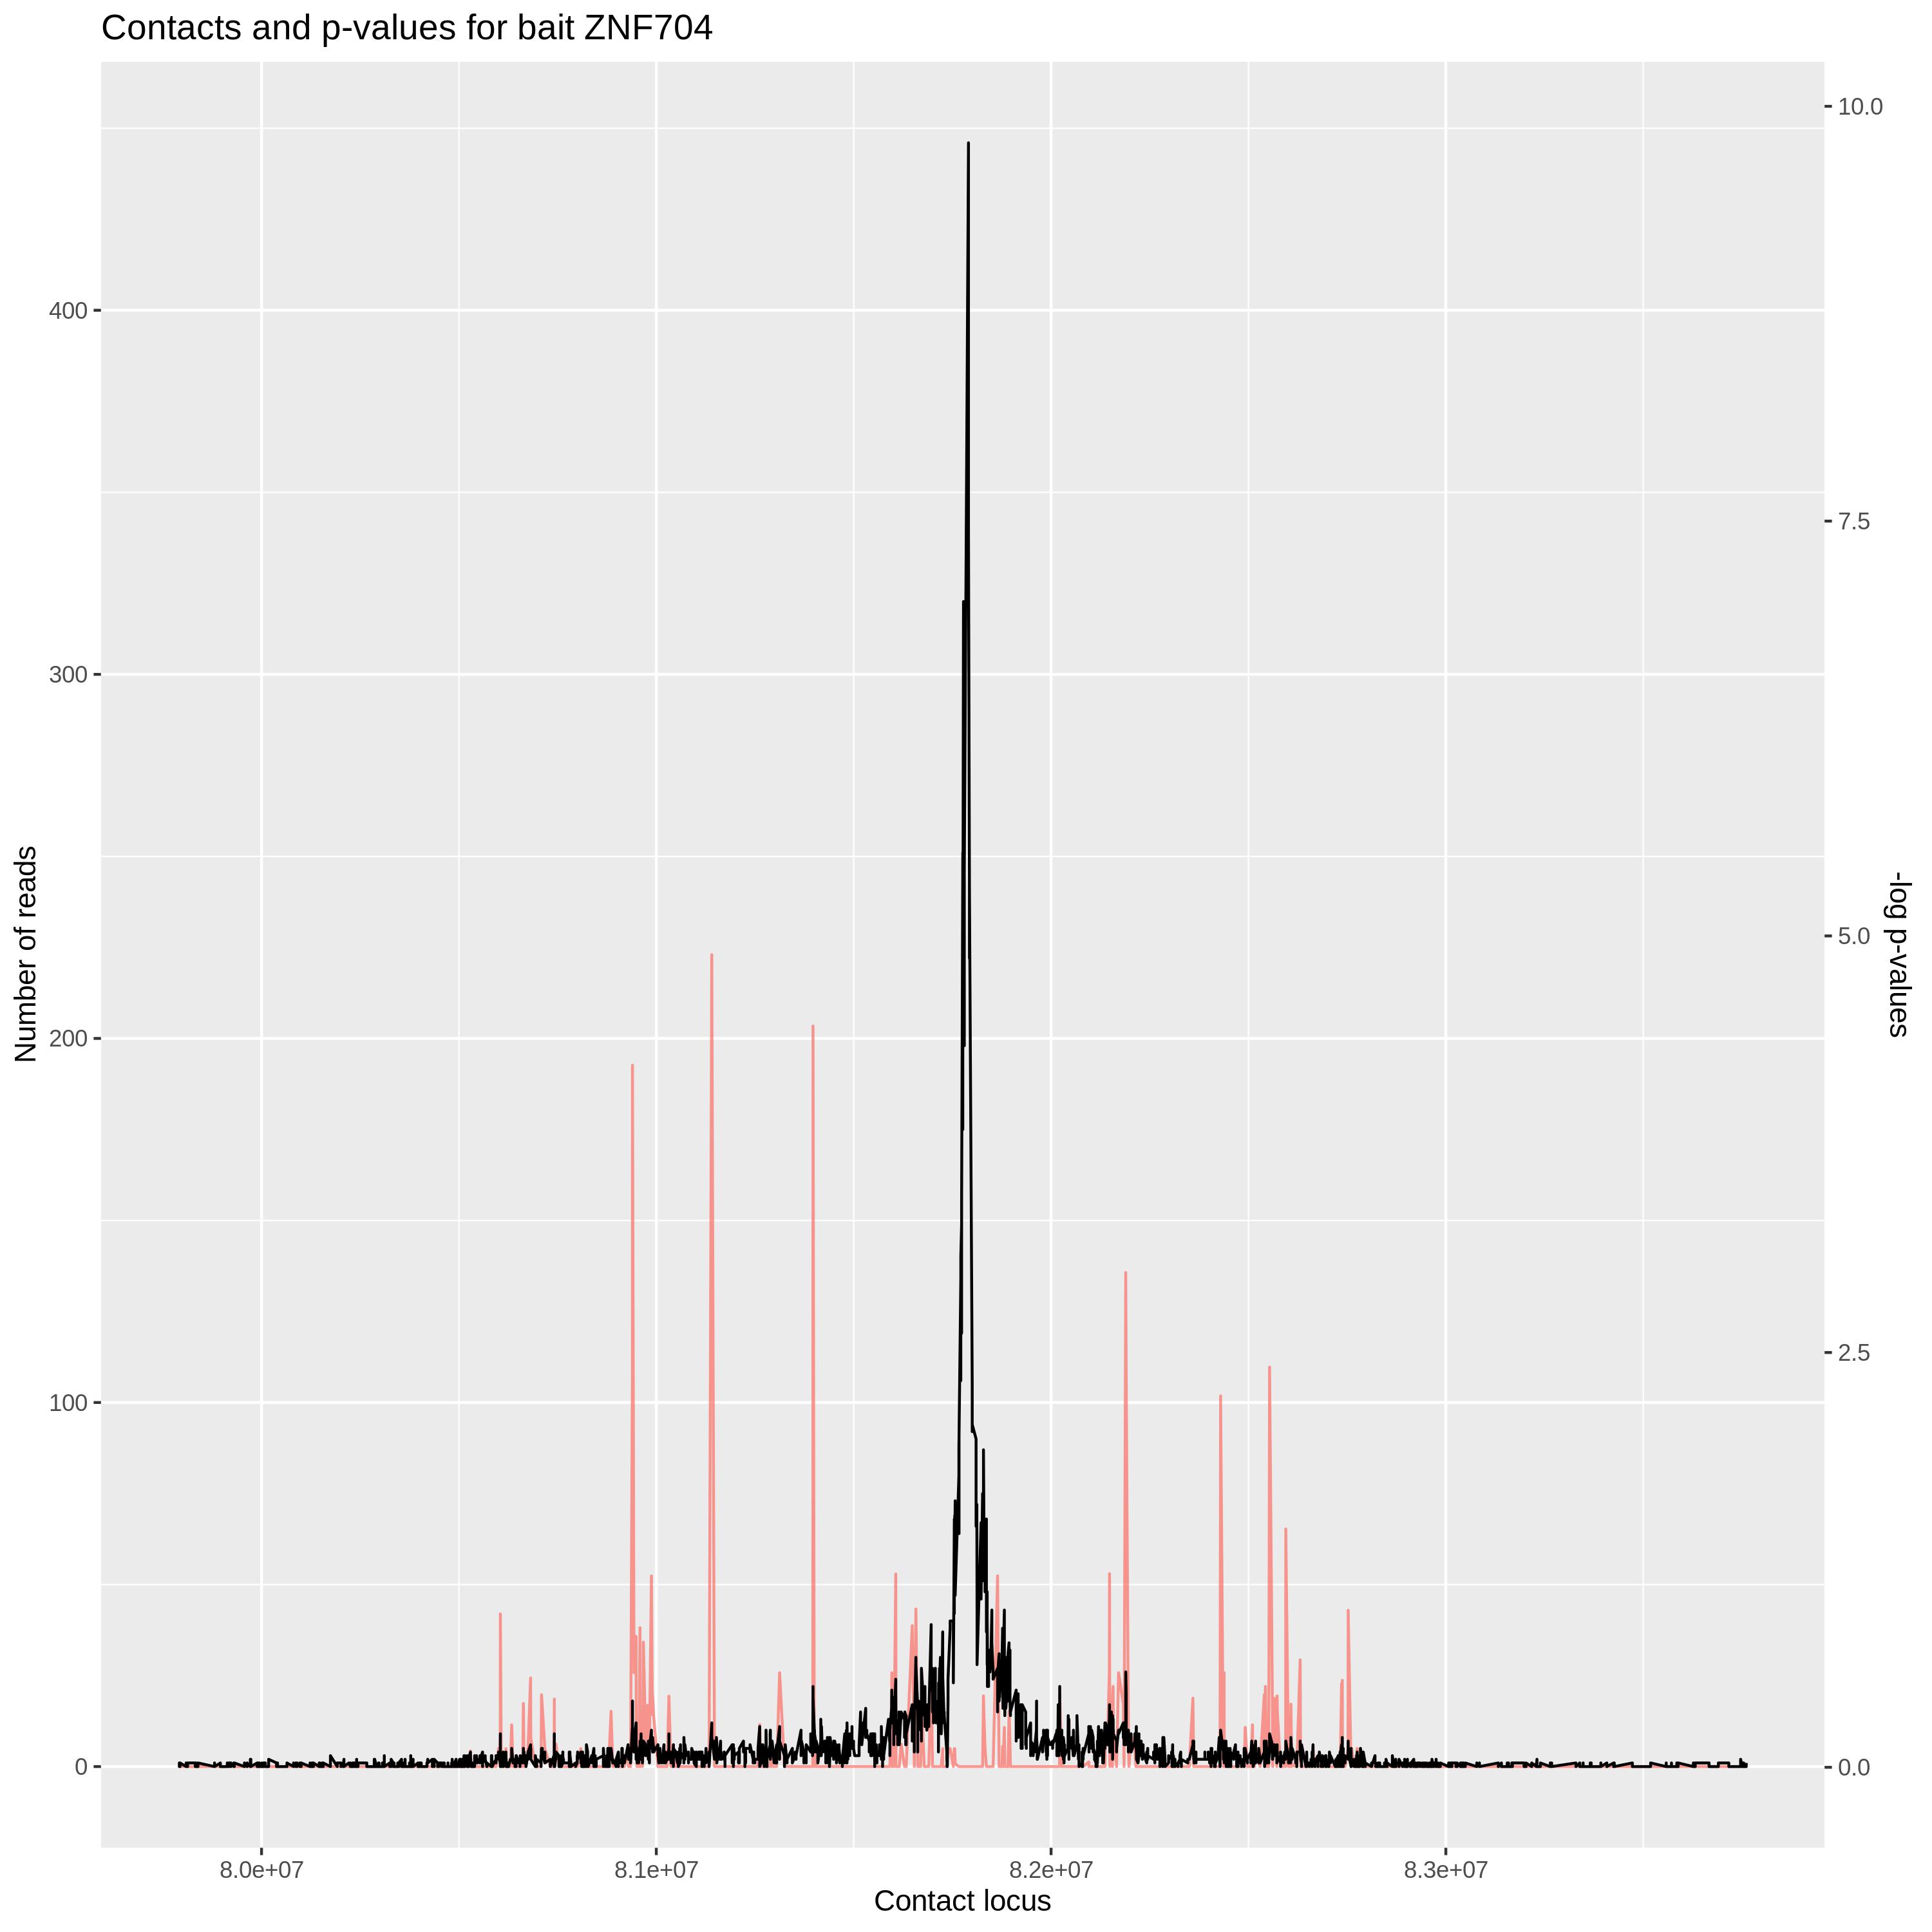 Contacts and p-values for bait ZNF704
Number of reads
400
300
200
100
0
10.0
7.5
5.0
2.5
0.0
-log p-values
8.0e+07
8.1e+07
8.2e+07
8.3e+07
Contact locus